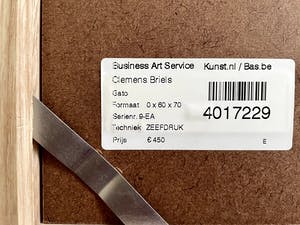 Business Art Service Kunst.nl / Bas.be
Clemens Briels
Gato
Formaat 0 x 60 x 70
Serienr. 9-EA
Techniek ZEEFDRUK
Prijs € 450
4017229
E